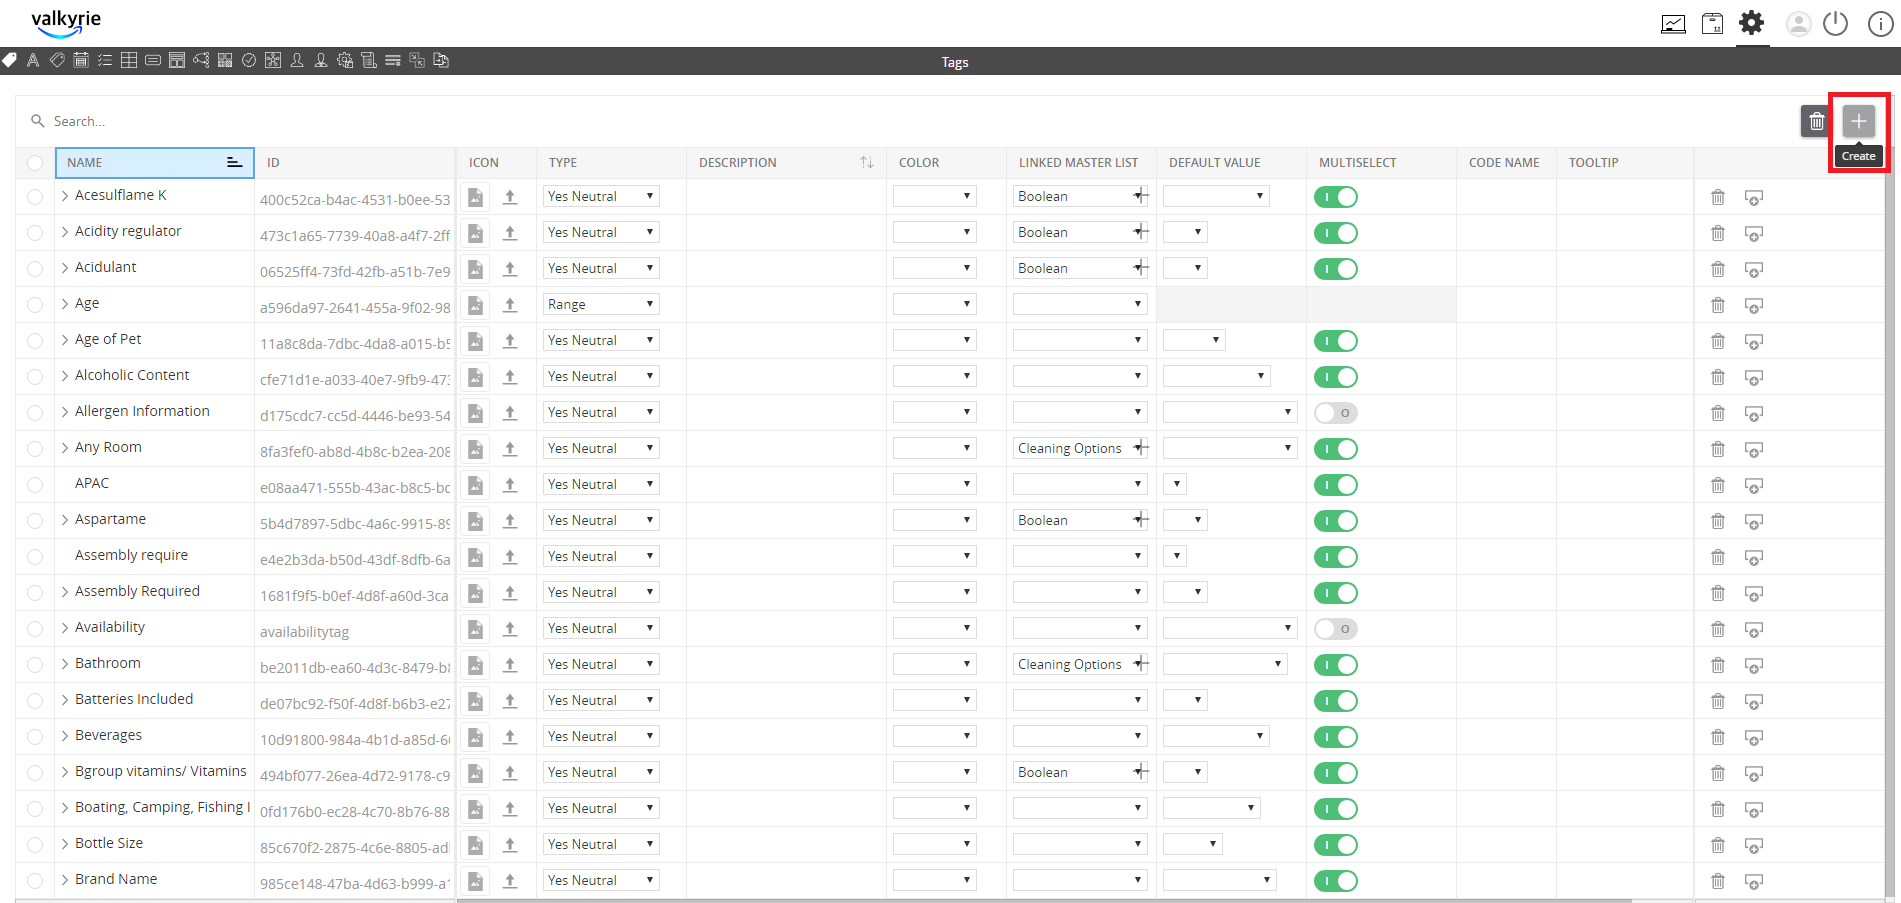 valkyrie
Tags
Search...
Create
NAME ID ICON TYPE DESCRIPTION COLOR LINKED MASTER LIST DEFAULT VALUE MULTISELECT CODE NAME TOOLTIP
Acesulflame K 400c52ca-b4ac-4531-b0ee-53 Yes Neutral Boolean
Acidity regulator 473c1a65-7739-40a8-a4f7-2ff Yes Neutral Boolean
Acidulant 06525ff4-73fd-42fb-a51b-7e9 Yes Neutral Boolean
Age a596da97-2641-455a-9f02-98 Range
Age of Pet 11a8c8da-7dbc-4da8-a015-b5 Yes Neutral
Alcoholic Content cfe71d1e-a033-40e7-9fb9-473 Yes Neutral
Allergen Information d175cdc7-cc5d-4446-be93-54 Yes Neutral
Any Room 8fa3fef0-ab8d-4b8c-b2ea-208 Yes Neutral Cleaning Options
APAC e08aa471-555b-43ac-b8c5-bc Yes Neutral
Aspartame 5b4d7897-5dbc-4a6c-9915-89 Yes Neutral Boolean
Assembly require e4e2b3da-b50d-43df-8dfb-6a Yes Neutral
Assembly Required 1681f9f5-b0ef-4d8f-a60d-3ca Yes Neutral
Availability availabilitytag Yes Neutral
Bathroom be2011db-ea60-4d3c-8479-b8 Yes Neutral Cleaning Options
Batteries Included de07bc92-f50f-4d8f-b6b3-e27 Yes Neutral
Beverages 10d91800-984a-4b1d-a85d-66 Yes Neutral
Bgroup vitamins/ Vitamins 494bf077-26ea-4d72-9178-c9 Yes Neutral Boolean
Boating, Camping, Fishing I 0fd176b0-ec28-4c70-8b76-88 Yes Neutral
Bottle Size 85c670f2-2875-4c6e-8805-ad Yes Neutral
Brand Name 985ce148-47ba-4d63-b999-a1 Yes Neutral